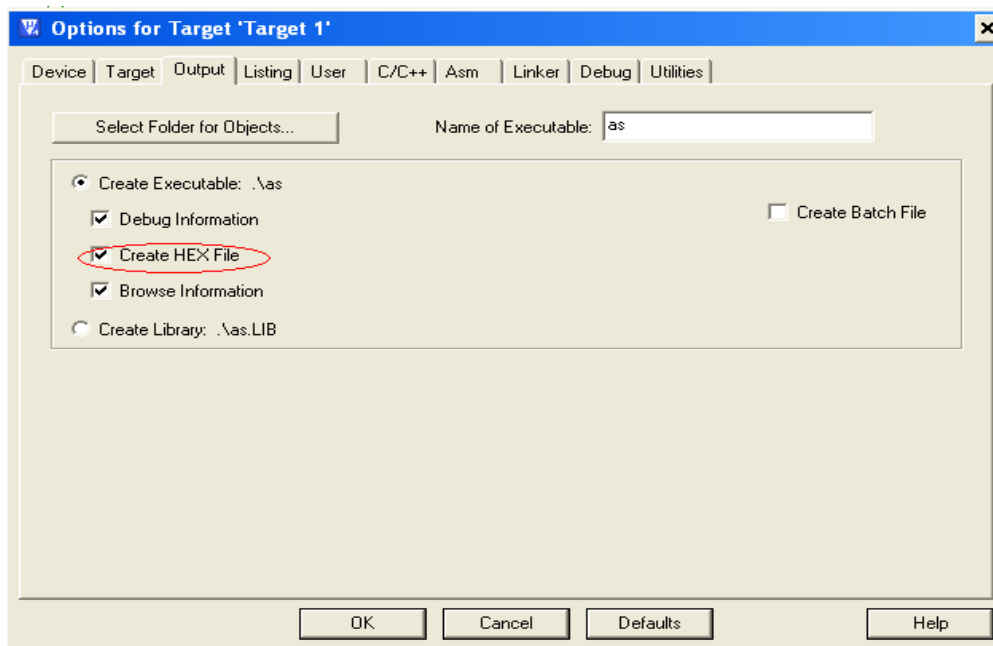 Options for Target 'Target 1'
Device Target Output Listing User C/C++ Asm Linker Debug Utilities
Select Folder for Objects... Name of Executable: as
Create Executable: .\as
Debug Information Create Batch File
Create HEX File
Browse Information
Create Library: .\as.LIB
OK Cancel Defaults Help